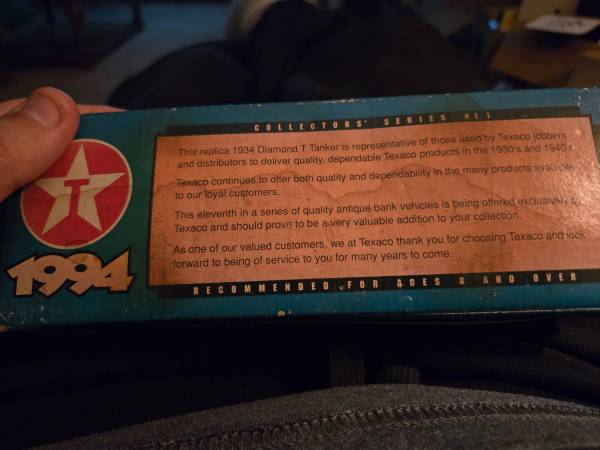 COLLECTORS' SERIES #11
This replica 1934 Diamond T Tanker is representative of those used by Texaco jobbers
and distributors to deliver quality, dependable Texaco products in the 1930's and 1940's.
Texaco continues to offer both quality and dependability in the many products available
to our loyal customers.
This eleventh in a series of quality antique bank vehicles is being offered exclusively by
Texaco and should prove to be a very valuable addition to your collection.
As one of our valued customers, we at Texaco thank you for choosing Texaco and look
forward to being of service to you for many years to come.
RECOMMENDED FOR AGES 8 AND OVER
T
1994